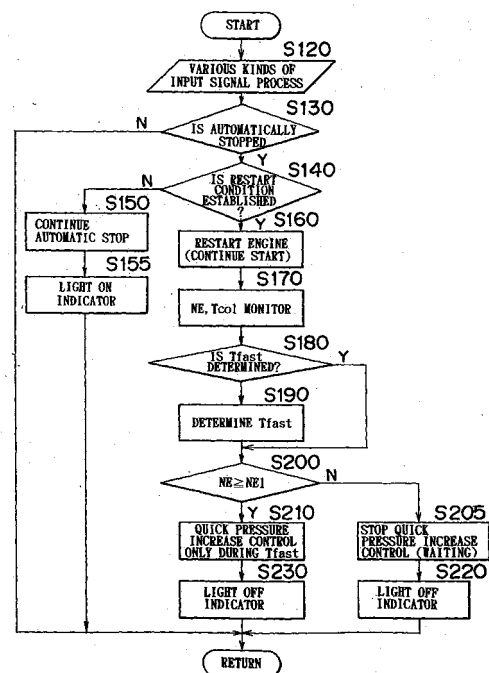 START
S120
VARIOUS KINDS OF
INPUT SIGNAL PROCESS
S130
N
IS AUTOMATICALLY
STOPPED
Y
S140
N
IS RESTART
CONDITION
ESTABLISHED
?
S150
Y
S160
CONTINUE
AUTOMATIC STOP
RESTART ENGINE
(CONTINUE START)
S155
S170
LIGHT ON
INDICATOR
NE, Tcol MONITOR
S180
IS Tfast
DETERMINED?
Y
S190
DETERMINE Tfast
S200
NE≧NE1
N
Y
S210
S205
QUICK PRESSURE
INCREASE CONTROL
ONLY DURING Tfast
STOP QUICK
PRESSURE INCREASE
CONTROL (WAITING)
S230
S220
LIGHT OFF
INDICATOR
LIGHT OFF
INDICATOR
RETURN